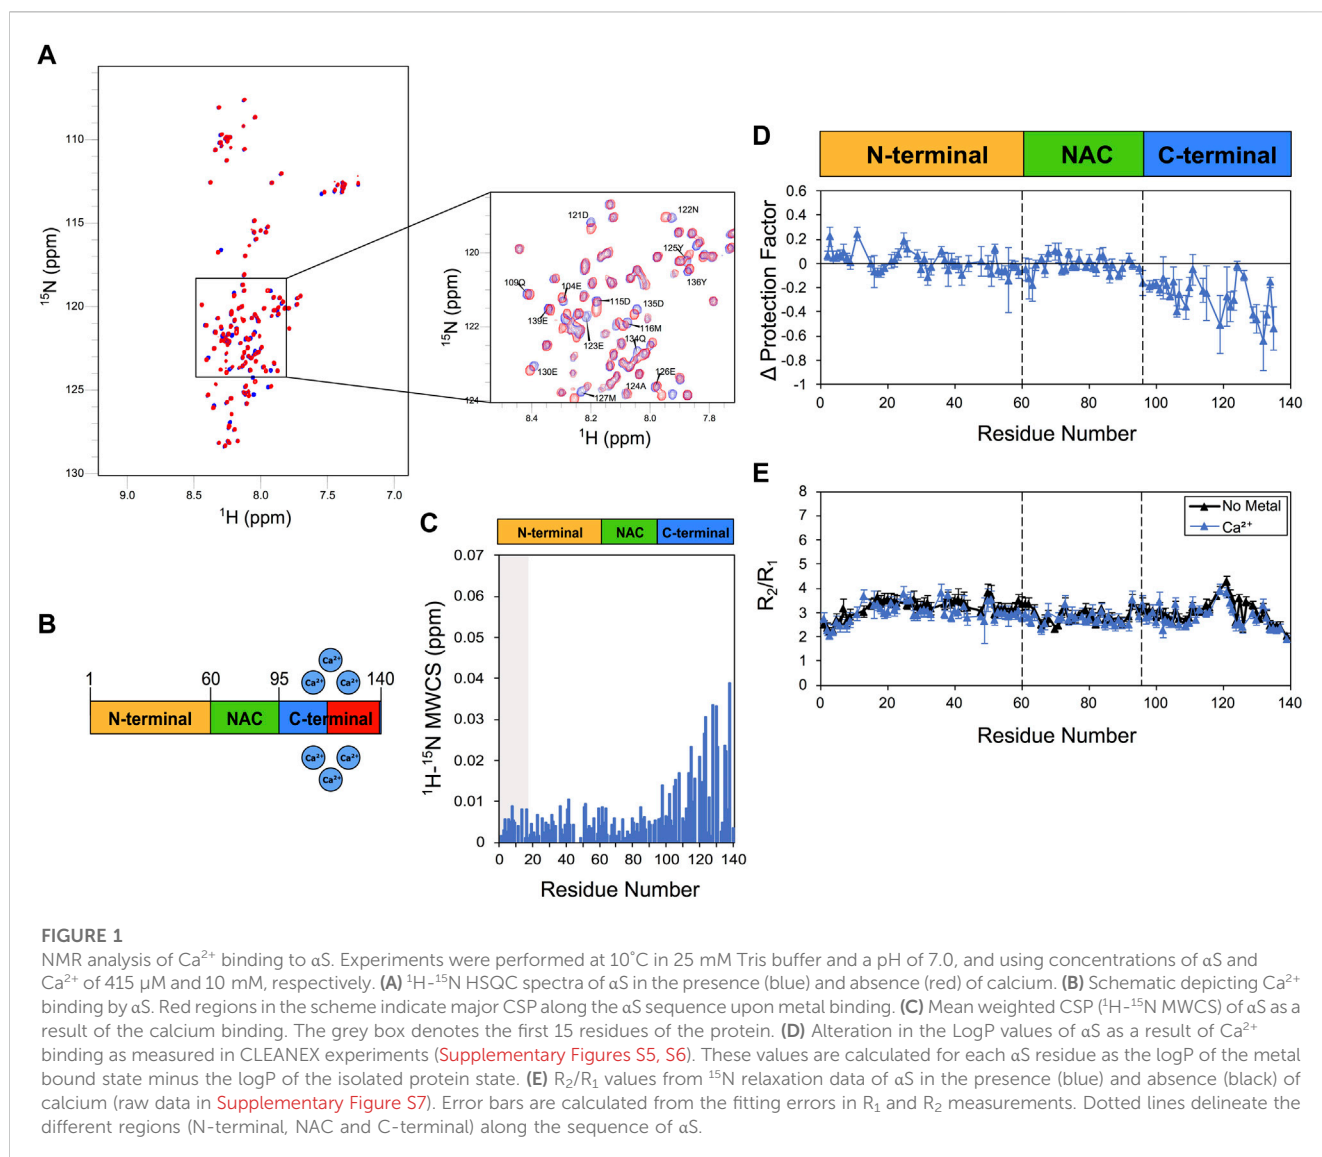 A
110
115
120
125
130
¹⁵N (ppm)
9.0
8.5
8.0
7.5
7.0
¹H (ppm)
120
122
124
¹⁵N (ppm)
121D
122N
125Y
136Y
109Q
104E
115D
135D
139E
116M
123E
134Q
130E
126E
124A
127M
8.4
8.2
8.0
7.8
¹H (ppm)
B
1
60
95
140
Ca²⁺
Ca²⁺
Ca²⁺
N-terminal
NAC
C-terminal
Ca²⁺
Ca²⁺
Ca²⁺
C
N-terminal
NAC
C-terminal
0.07
0.06
0.05
0.04
0.03
0.02
0.01
0
¹H-¹⁵N MWCS (ppm)
0 20 40 60 80 100 120 140
Residue Number
D
N-terminal
NAC
C-terminal
0.6
0.4
0.2
0
-0.2
-0.4
-0.6
-0.8
-1
Δ Protection Factor
0 20 40 60 80 100 120 140
Residue Number
E
8
7
6
5
4
3
2
1
0
R₂/R₁
No Metal
Ca²⁺
0 20 40 60 80 100 120 140
Residue Number
FIGURE 1
NMR analysis of Ca²⁺ binding to αS. Experiments were performed at 10°C in 25 mM Tris buffer and a pH of 7.0, and using concentrations of αS and
Ca²⁺ of 415 μM and 10 mM, respectively. (A) ¹H-¹⁵N HSQC spectra of αS in the presence (blue) and absence (red) of calcium. (B) Schematic depicting Ca²⁺
binding by αS. Red regions in the scheme indicate major CSP along the αS sequence upon metal binding. (C) Mean weighted CSP (¹H-¹⁵N MWCS) of αS as a
result of the calcium binding. The grey box denotes the first 15 residues of the protein. (D) Alteration in the LogP values of αS as a result of Ca²⁺
binding as measured in CLEANEX experiments (Supplementary Figures S5, S6). These values are calculated for each αS residue as the logP of the metal
bound state minus the logP of the isolated protein state. (E) R₂/R₁ values from ¹⁵N relaxation data of αS in the presence (blue) and absence (black) of
calcium (raw data in Supplementary Figure S7). Error bars are calculated from the fitting errors in R₁ and R₂ measurements. Dotted lines delineate the
different regions (N-terminal, NAC and C-terminal) along the sequence of αS.